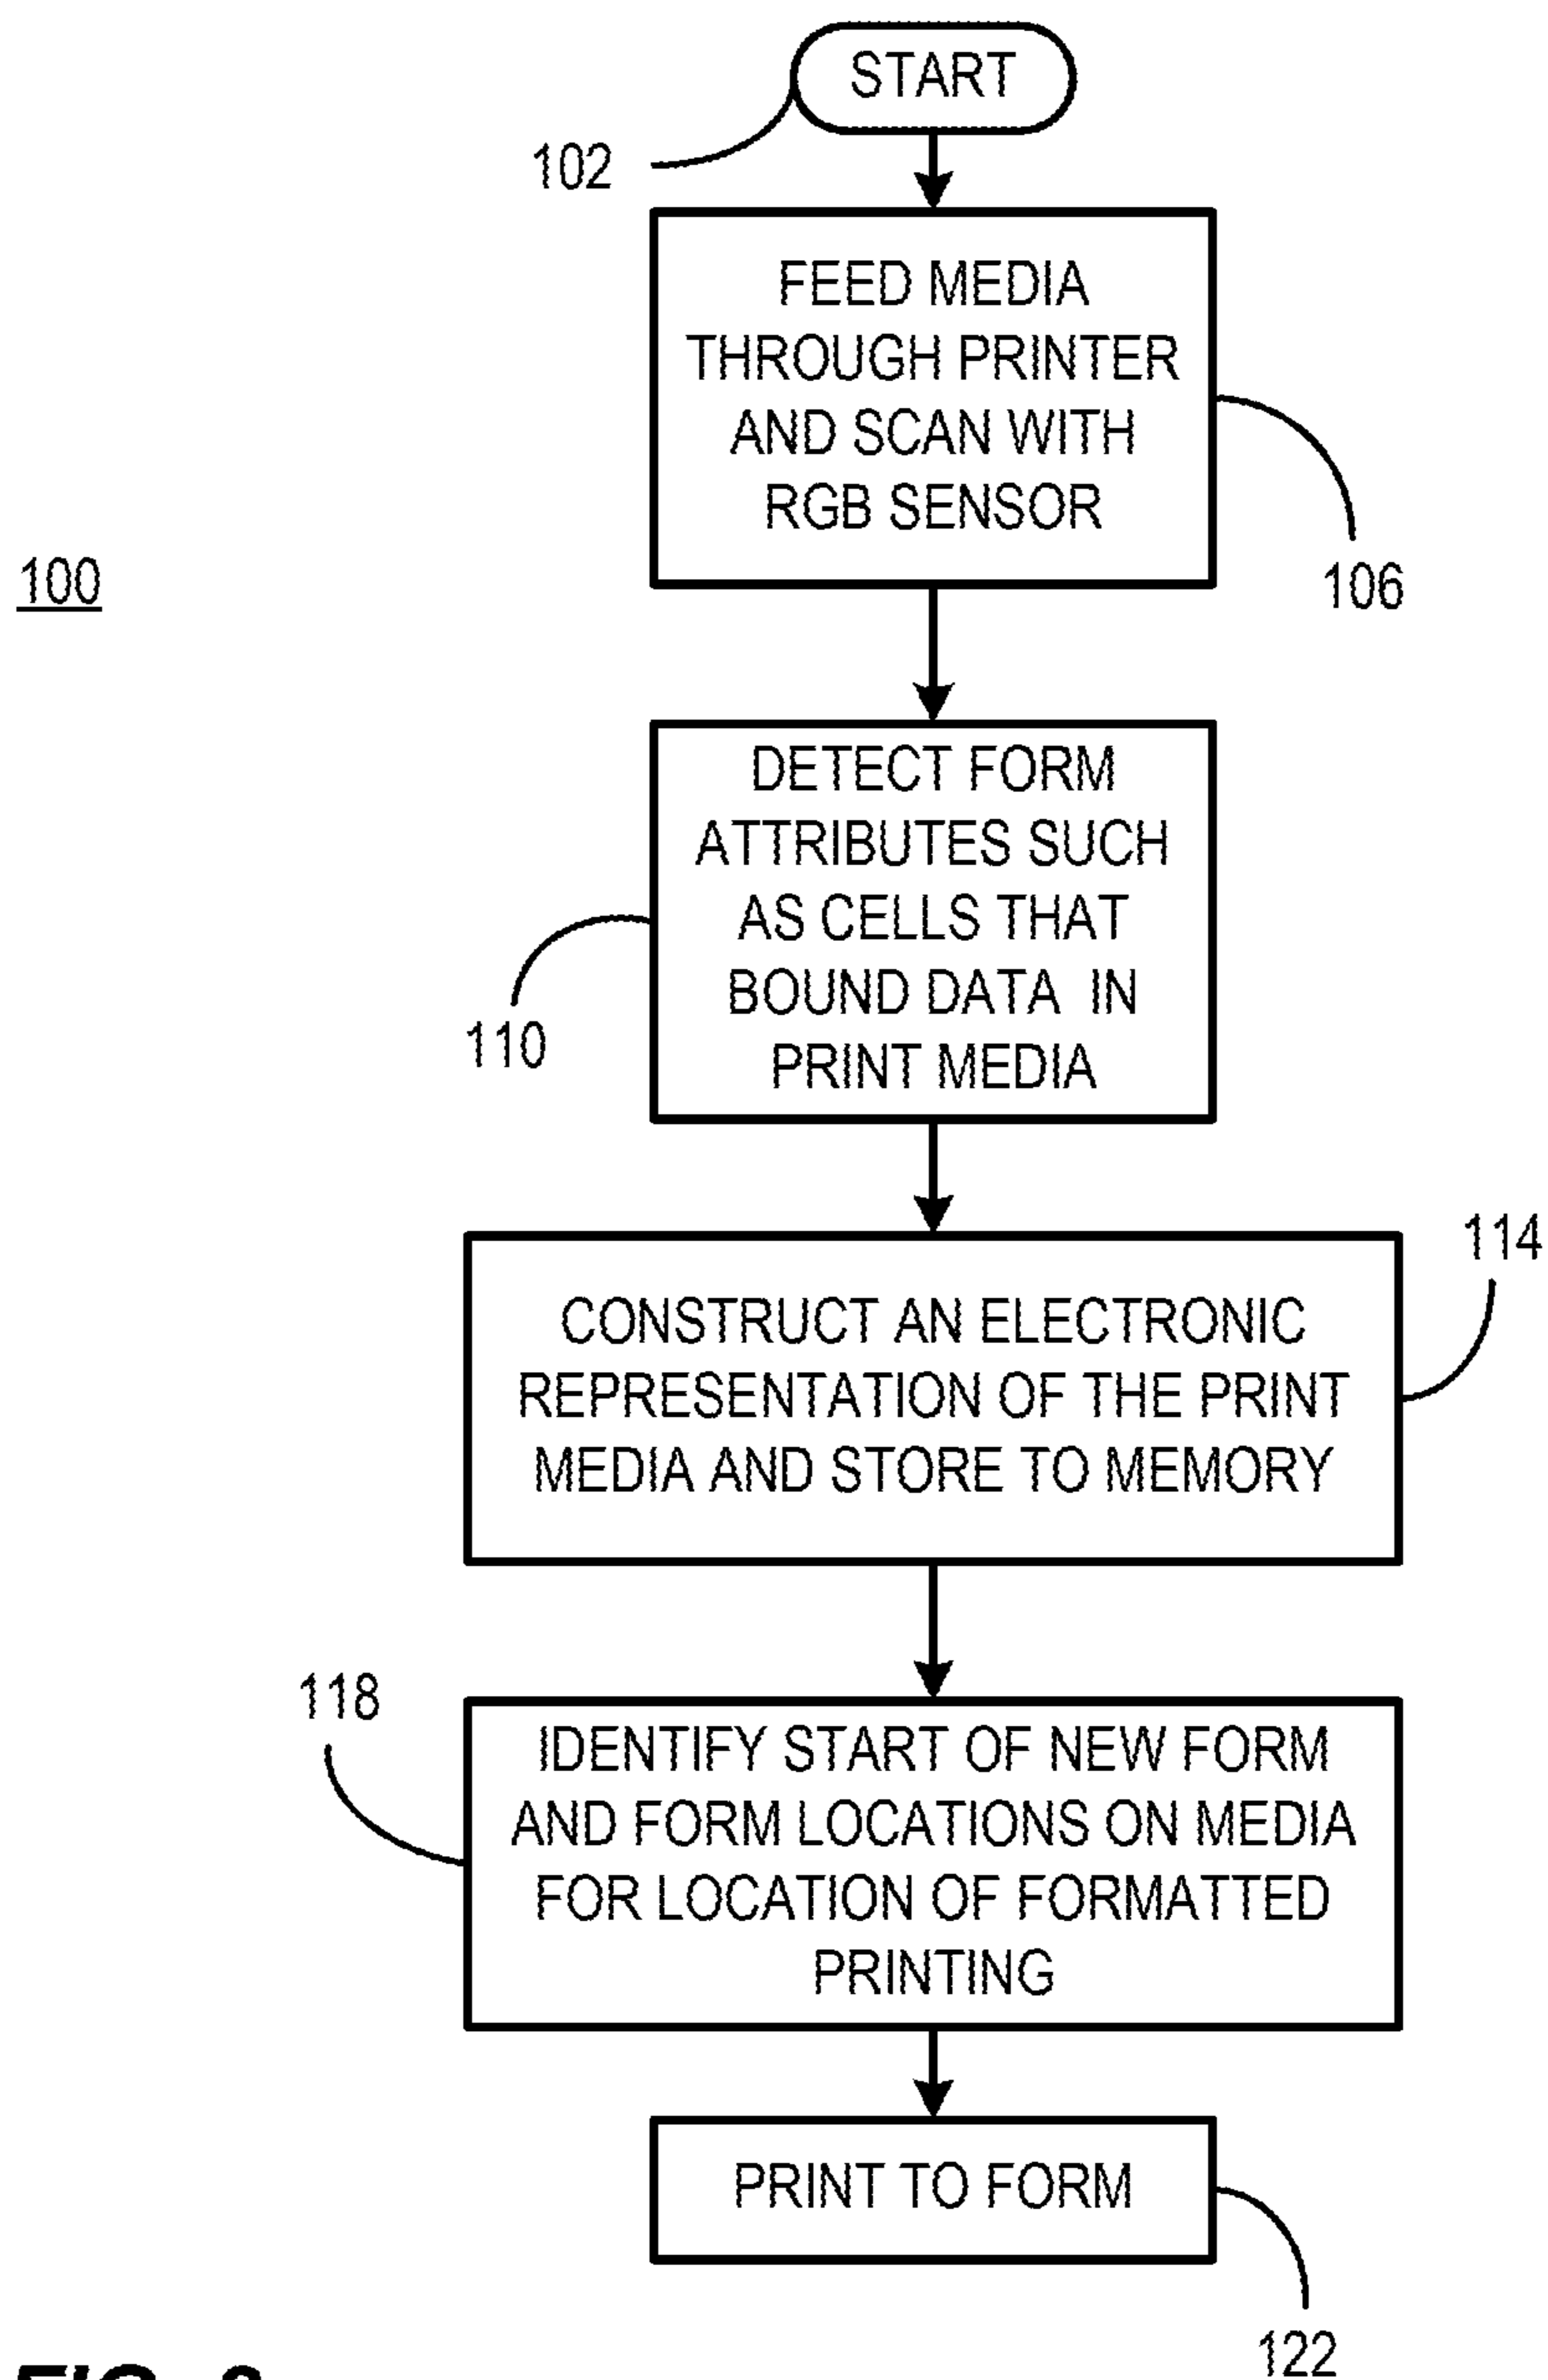 START
102
FEED MEDIA
THROUGH PRINTER
AND SCAN WITH
RGB SENSOR
100
106
DETECT FORM
ATTRIBUTES SUCH
AS CELLS THAT
BOUND DATA IN
PRINT MEDIA
110
114
CONSTRUCT AN ELECTRONIC
REPRESENTATION OF THE PRINT
MEDIA AND STORE TO MEMORY
118
IDENTIFY START OF NEW FORM
AND FORM LOCATIONS ON MEDIA
FOR LOCATION OF FORMATTED
PRINTING
PRINT TO FORM
122
FIG.